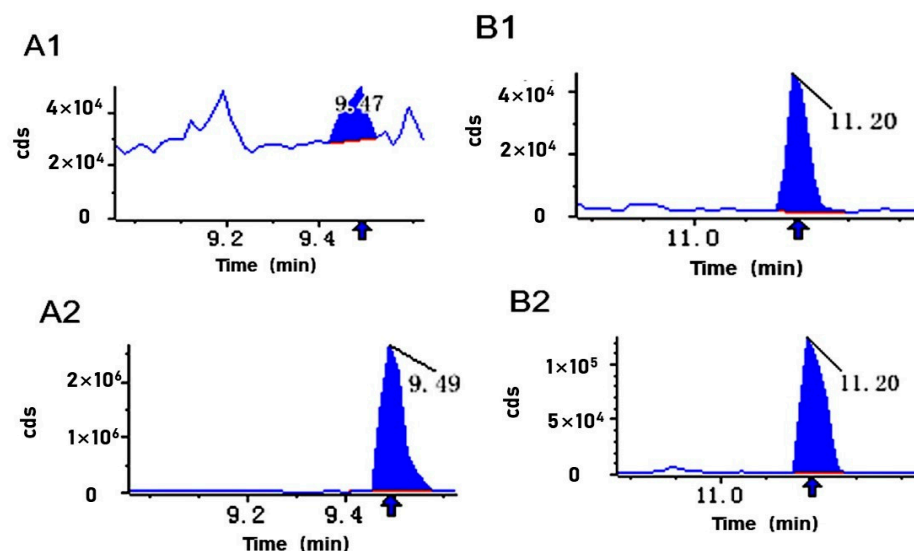 A1
4×10⁴
2×10⁴
0
cds
9.47
9.2 9.4
Time (min)
B1
4×10⁴
2×10⁴
0
cds
11.20
11.0
Time (min)
A2
2×10⁶
1×10⁶
0
cds
9.49
9.2 9.4
Time (min)
B2
1×10⁵
5×10⁴
0
cds
11.20
11.0
Time (min)